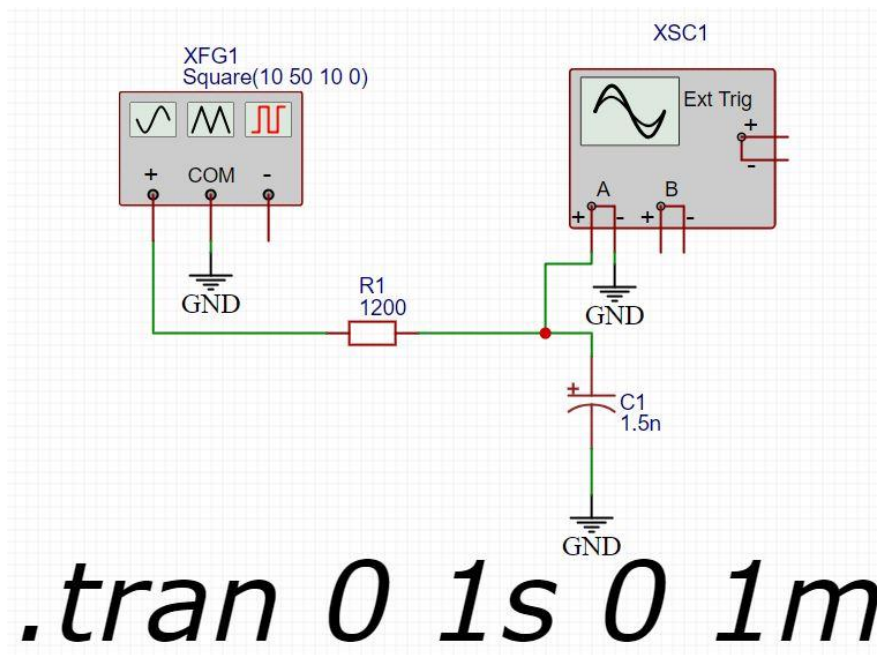 XFG1
Square(10 50 10 0)
+ COM -
GND
XSC1
Ext Trig
+
-
A B
+ - + -
GND
R1
1200
+
C1
1.5n
GND
.tran 0 1s 0 1m